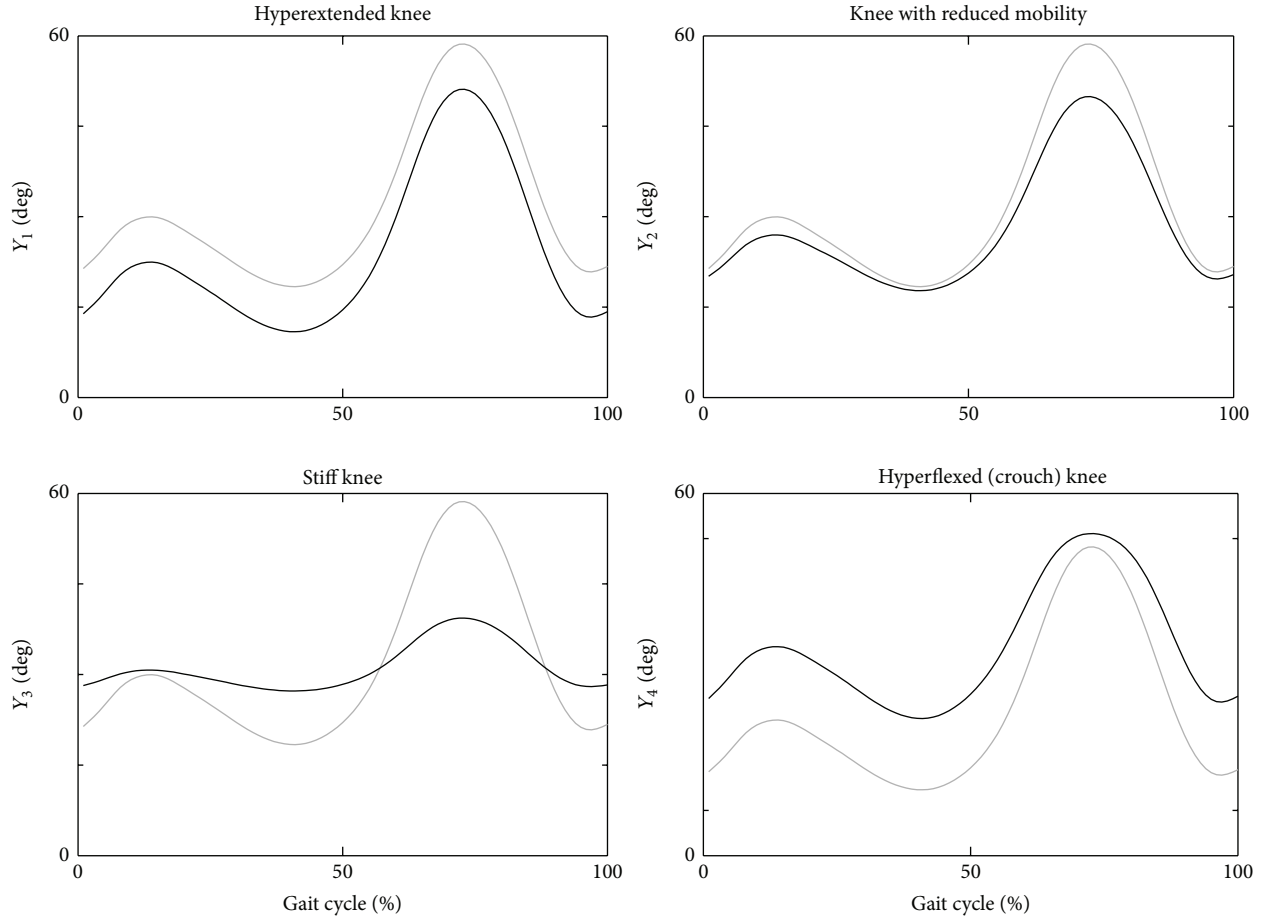 Hyperextended knee
60
Y1 (deg)
0
0
50
100
Knee with reduced mobility
60
Y2 (deg)
0
0
50
100
Stiff knee
60
Y3 (deg)
0
0
50
100
Gait cycle (%)
Hyperflexed (crouch) knee
60
Y4 (deg)
0
0
50
100
Gait cycle (%)